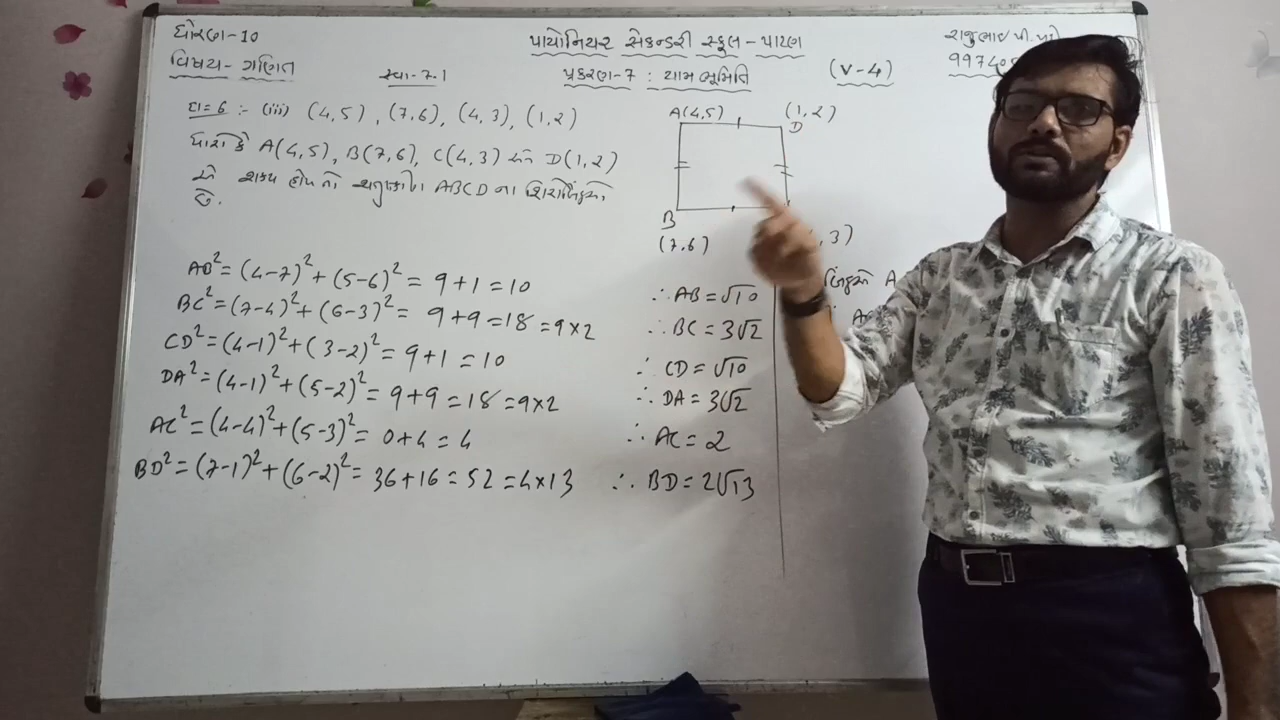 ધોરણ-10
પાયોનિયર સેકન્ડરી સ્કૂલ - પાટણ
રાજુભાઇ પી.
વિષય - ગણિત
સ્વા-7.1
પ્રકરણ-7 : યામ ભૂમિતિ
(V-4)
9974
દા=6 :- (iii) (4,5), (7,6), (4,3), (1,2)
ધારો કે A(4,5), B(7,6), C(4,3) અને D(1,2)
એ શક્ય હોય તો ચતુષ્કોણ ABCD ના શિરોબિંદુઓ
છે.
A(4,5)
(1,2)
D
B
(7,6)
, 3)
AB² = (4-7)² + (5-6)² = 9+1 = 10
BC² = (7-4)² + (6-3)² = 9+9 = 18 = 9×2
CD² = (4-1)² + (3-2)² = 9+1 = 10
DA² = (4-1)² + (5-2)² = 9+9 = 18 = 9×2
AC² = (4-4)² + (5-3)² = 0+4 = 4
BD² = (7-1)² + (6-2)² = 36+16 = 52 = 4×13
∴ AB = √10
∴ BC = 3√2
∴ CD = √10
∴ DA = 3√2
∴ AC = 2
∴ BD = 2√13